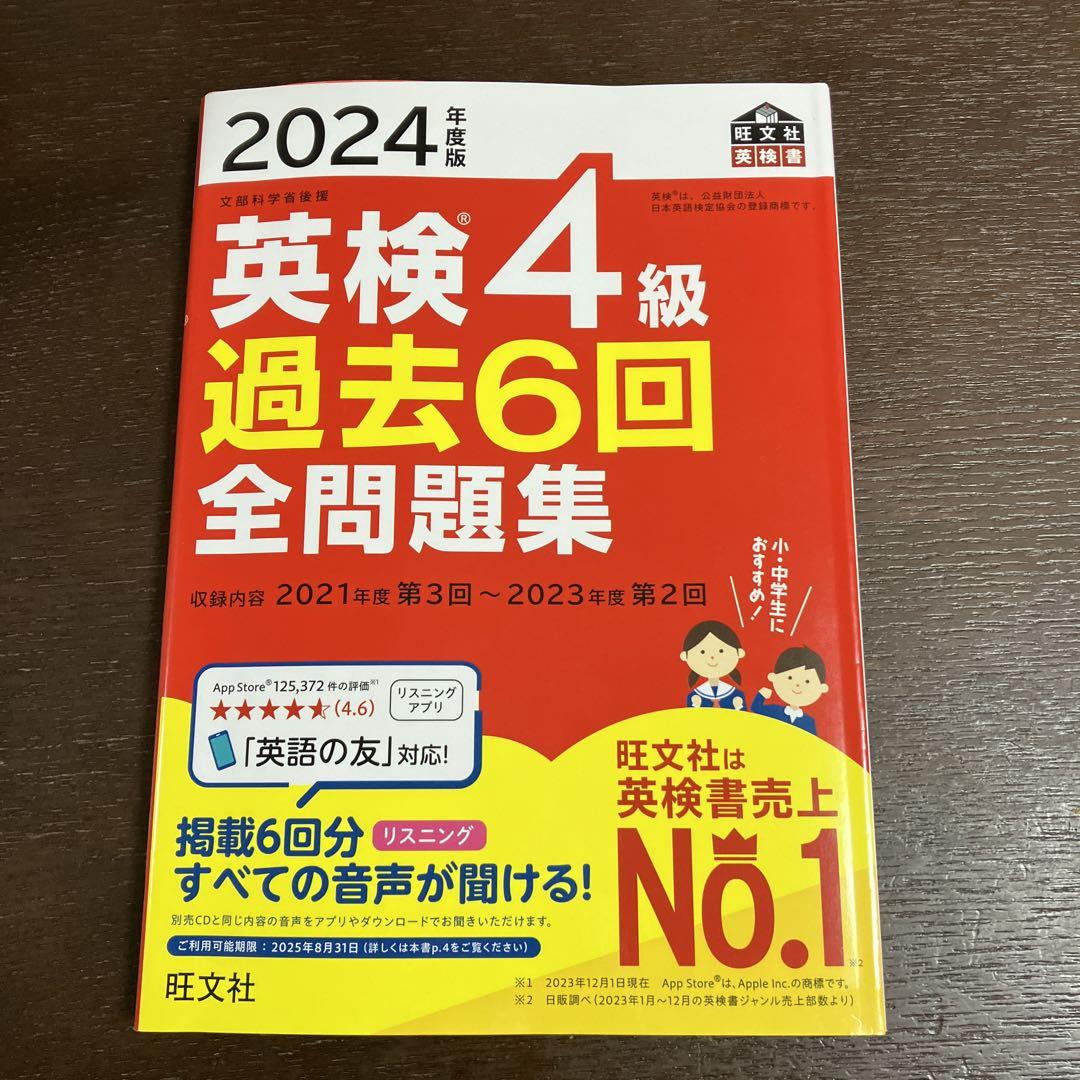 2024年度版
旺文社
英検書
文部科学省後援
英検®は、公益財団法人
日本英語検定協会の登録商標です。
英検®4級
過去6回
全問題集
収録内容 2021年度 第3回～2023年度 第2回
小・中学生に
おすすめ!
App Store® 125,372 件の評価※1
★★★★⯪(4.6)
リスニング
アプリ
「英語の友」対応!
掲載6回分 リスニング
すべての音声が聞ける!
別売CDと同じ内容の音声をアプリやダウンロードでお聞きいただけます。
ご利用可能期限:2025年8月31日(詳しくは本書p.4をご覧ください)
旺文社
旺文社は
英検書売上
No.1※2
※1 2023年12月1日現在 App Store®は、Apple Inc.の商標です。
※2 日販調べ(2023年1月～12月の英検書ジャンル売上部数より)